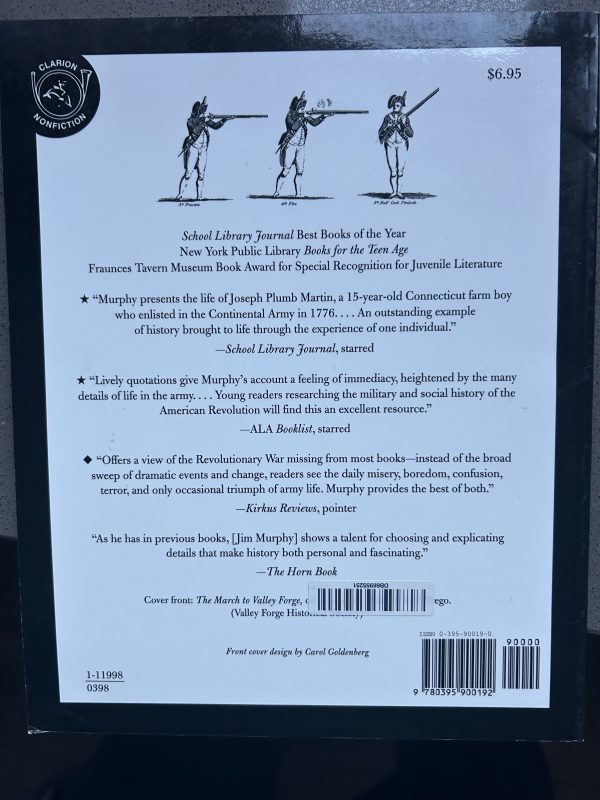 CLARION
NONFICTION
$6.95
School Library Journal Best Books of the Year
New York Public Library Books for the Teen Age
Fraunces Tavern Museum Book Award for Special Recognition for Juvenile Literature
★ “Murphy presents the life of Joseph Plumb Martin, a 15-year-old Connecticut farm boy
who enlisted in the Continental Army in 1776. . . . An outstanding example
of history brought to life through the experience of one individual.”
—School Library Journal, starred
★ “Lively quotations give Murphy’s account a feeling of immediacy, heightened by the many
details of life in the army. . . . Young readers researching the military and social history of the
American Revolution will find this an excellent resource.”
—ALA Booklist, starred
◆ “Offers a view of the Revolutionary War missing from most books—instead of the broad
sweep of dramatic events and change, readers see the daily misery, boredom, confusion,
terror, and only occasional triumph of army life. Murphy provides the best of both.”
—Kirkus Reviews, pointer
“As he has in previous books, [Jim Murphy] shows a talent for choosing and explicating
details that make history both personal and fascinating.”
—The Horn Book
DB66955251
Cover front: The March to Valley Forge,
(Valley Forge
Front cover design by Carol Goldenberg
ISBN 0-395-90019-0
90000
1-11998
0398
9 780395 900192